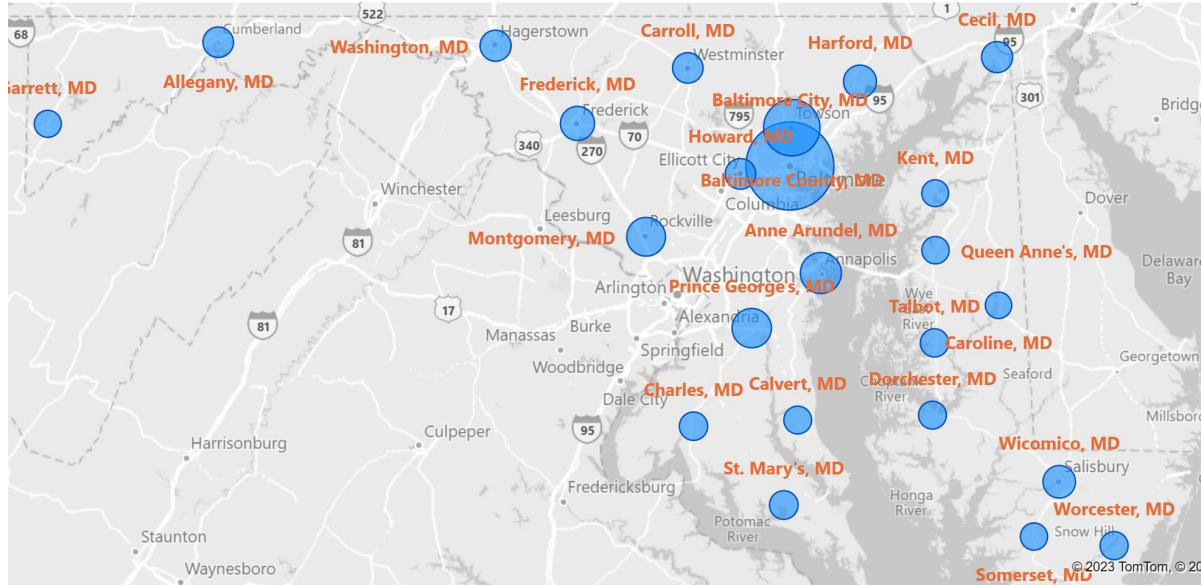 522
1
68
Cumberland
Hagerstown
Washington, MD
Allegany, MD
Garrett, MD
Carroll, MD
Westminster
Harford, MD
Cecil, MD
95
Frederick, MD
Frederick
Baltimore City, MD
Towson
795
95
301
340
270
70
Howard, MD
Ellicott City
Baltimore County, MD
Baltimore
Columbia
Kent, MD
Dover
Winchester
Leesburg
Rockville
Montgomery, MD
Anne Arundel, MD
Annapolis
Queen Anne's, MD
Delaware
Bay
81
Washington
Prince George's, MD
Arlington
Wye
East
River
Talbot, MD
17
81
Manassas
Burke
Alexandria
Springfield
Caroline, MD
Georgetown
Woodbridge
Dale City
Charles, MD
Calvert, MD
Dorchester, MD
Choptank
River
Seaford
95
Culpeper
Harrisonburg
Wicomico, MD
Salisbury
St. Mary's, MD
Fredericksburg
Honga
River
Potomac
River
Worcester, MD
Snow Hill
Somerset, MD
Staunton
Waynesboro
© 2023 TomTom, © 20